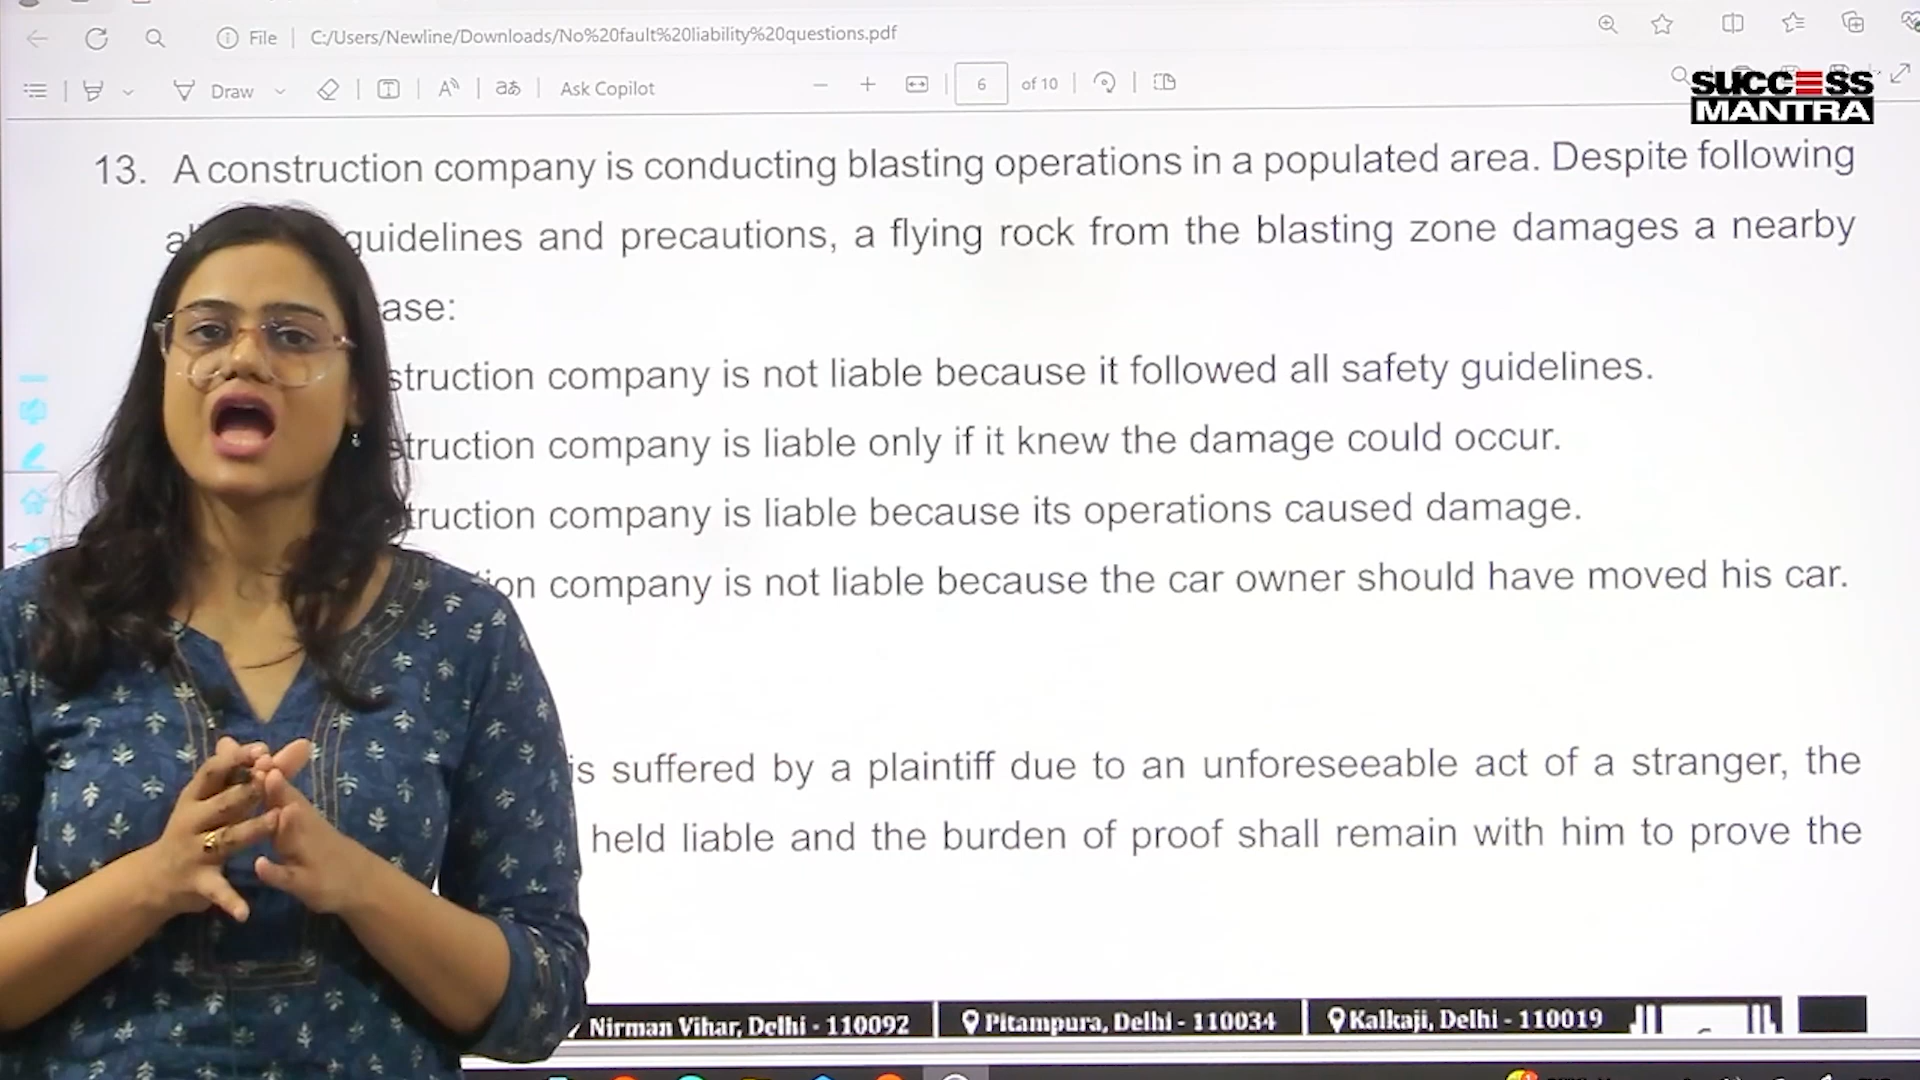 File | C:/Users/Newline/Downloads/No%20fault%20liability%20questions.pdf
Draw
Ask Copilot
6 of 10
SUCCESS
MANTRA
13. A construction company is conducting blasting operations in a populated area. Despite following
guidelines and precautions, a flying rock from the blasting zone damages a nearby
ase:
struction company is not liable because it followed all safety guidelines.
struction company is liable only if it knew the damage could occur.
truction company is liable because its operations caused damage.
ion company is not liable because the car owner should have moved his car.
is suffered by a plaintiff due to an unforeseeable act of a stranger, the
held liable and the burden of proof shall remain with him to prove the
Nirman Vihar, Delhi - 110092
Pitampura, Delhi - 110034
Kalkaji, Delhi - 110019